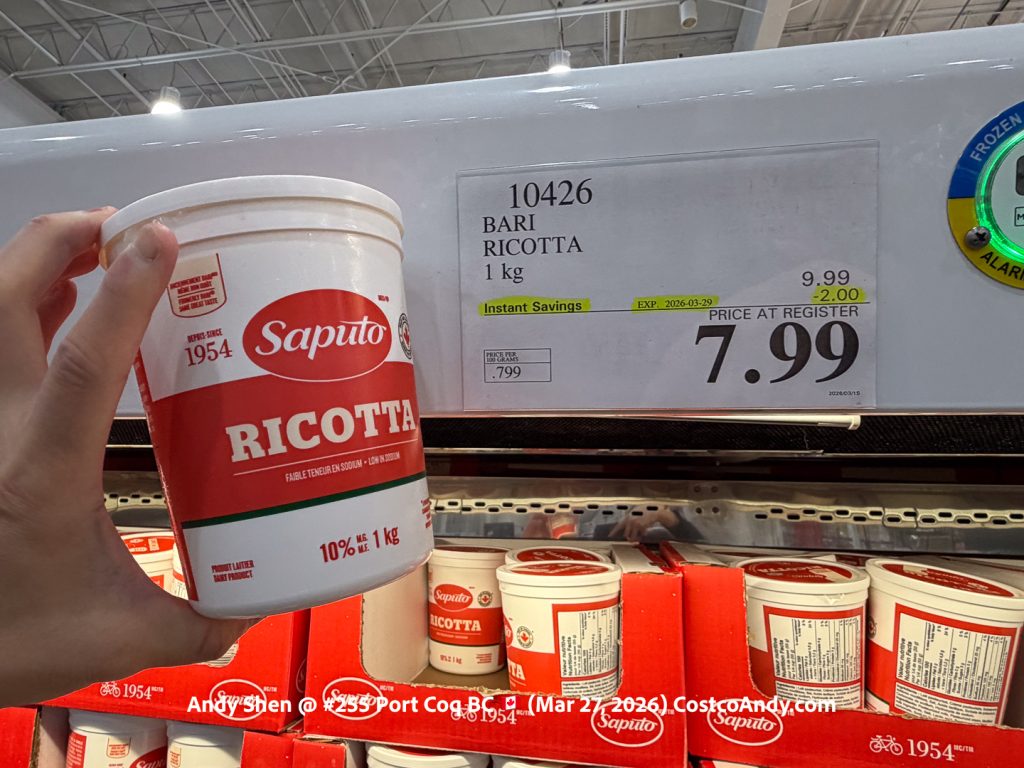 10426
BARI
RICOTTA
1 kg
9.99
Instant Savings EXP. 2026-03-29 -2.00
PRICE AT REGISTER
7.99
PRICE PER
100 GRAMS
.799
FROZEN
ALARM
DEPUIS-SINCE
1954
Saputo
RICOTTA
FAIBLE TENEUR EN SODIUM • LOW IN SODIUM
10% M.G. M.F. 1 kg
PRODUIT LAITIER
DAIRY PRODUCT
Saputo
RICOTTA
1954
Saputo
Saputo
1954
Saputo
Saputo
1954
Andy Shen @ #255 Port Coq BC 🇨🇦 (Mar 27, 2026) CostcoAndy.com